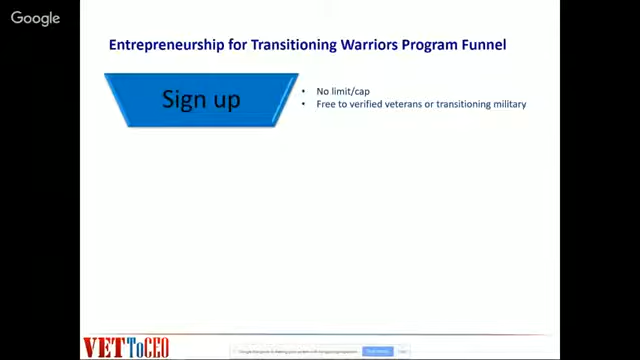 Google
Entrepreneurship for Transitioning Warriors Program Funnel
Sign up
• No limit/cap
• Free to verified veterans or transitioning military
VETToCEO